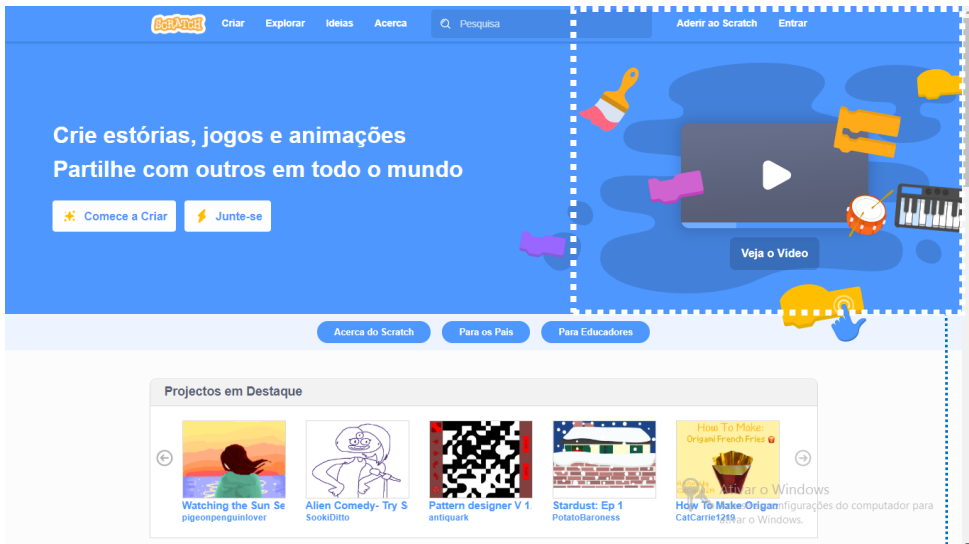 SCRATCH
Criar
Explorar
Ideias
Acerca
Pesquisa
Aderir ao Scratch
Entrar
Crie estórias, jogos e animações
Partilhe com outros em todo o mundo
Comece a Criar
Junte-se
Veja o Video
Acerca do Scratch
Para os Pais
Para Educadores
Projectos em Destaque
How To Make:
Origami French Fries
Watching the Sun Se
pigeonpenguinlover
Alien Comedy- Try S
SookiDitto
Pattern designer V 1.
antiquark
Stardust: Ep 1
PotatoBaroness
How To Make Origan
CatCarrie1219
Ativar o Windows
configurações do computador para
ativar o Windows.